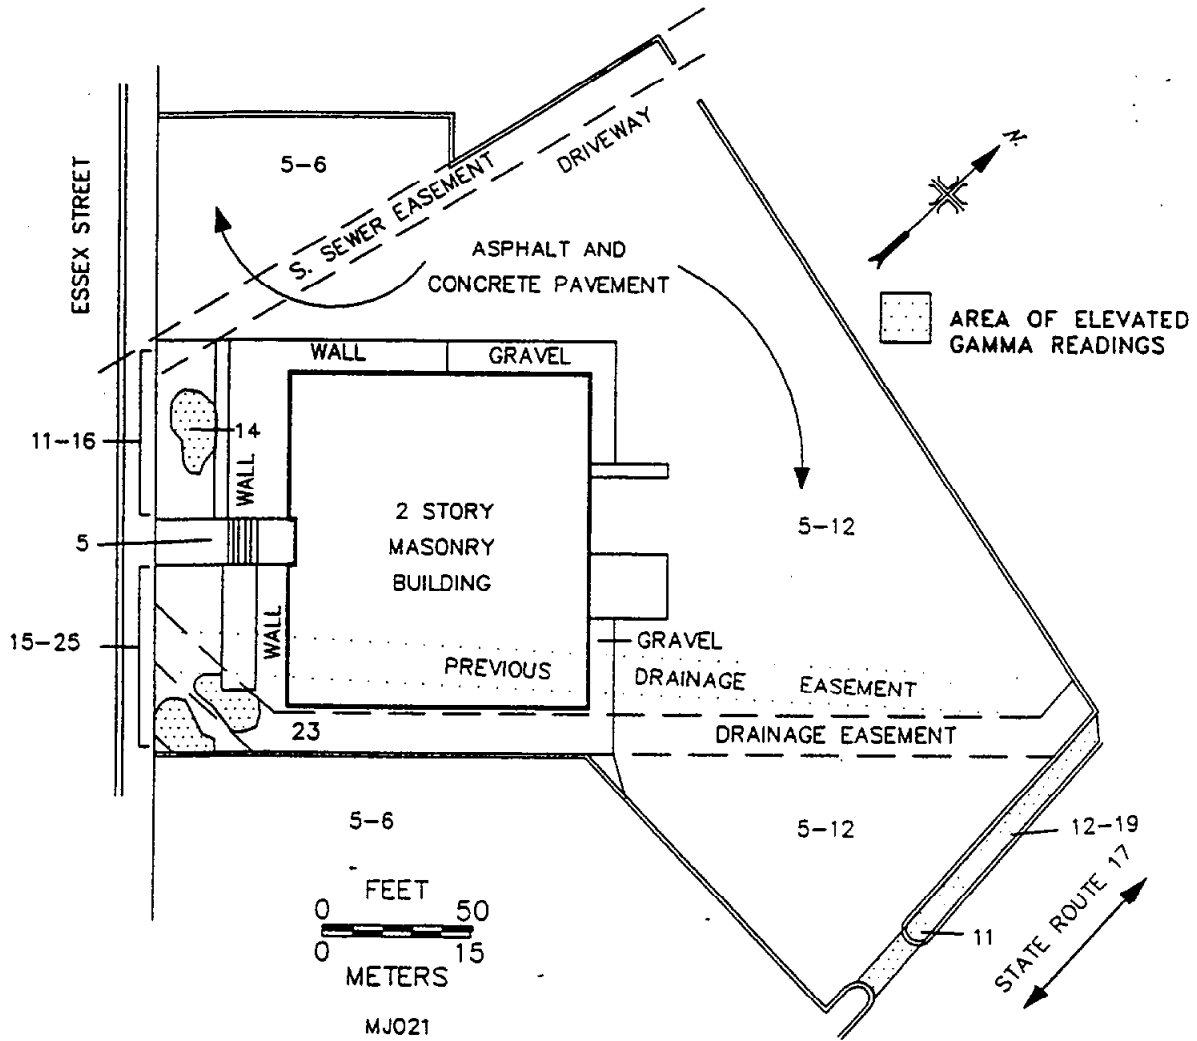 5-6
ESSEX STREET
S. SEWER EASEMENT
DRIVEWAY
N.
ASPHALT AND
CONCRETE PAVEMENT
AREA OF ELEVATED
GAMMA READINGS
WALL
GRAVEL
11-16
14
WALL
2 STORY
MASONRY
BUILDING
5-12
5
15-25
WALL
GRAVEL
PREVIOUS
DRAINAGE
EASEMENT
23
DRAINAGE EASEMENT
5-6
5-12
12-19
STATE ROUTE 17
11
FEET
0 50
0 15
METERS
MJ021